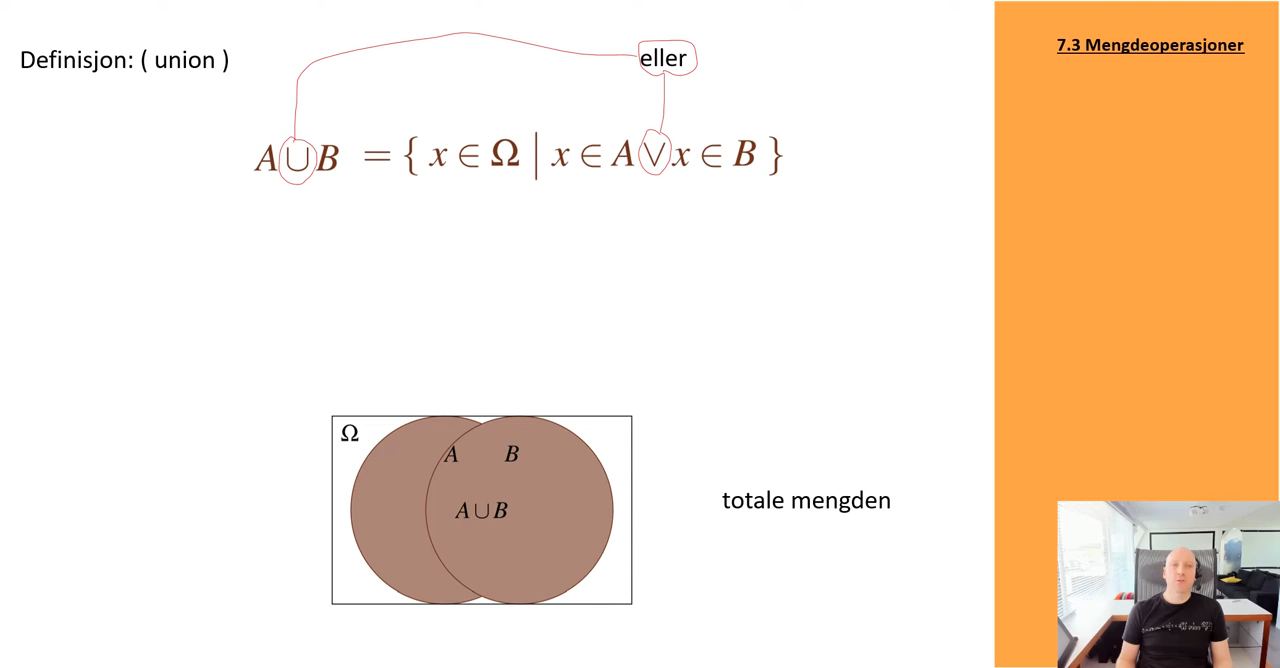 Definisjon: ( union )
eller
7.3 Mengdeoperasjoner
A ∪ B = { x ∈ Ω | x ∈ A ∨ x ∈ B }
Ω
A B
A ∪ B
totale mengden